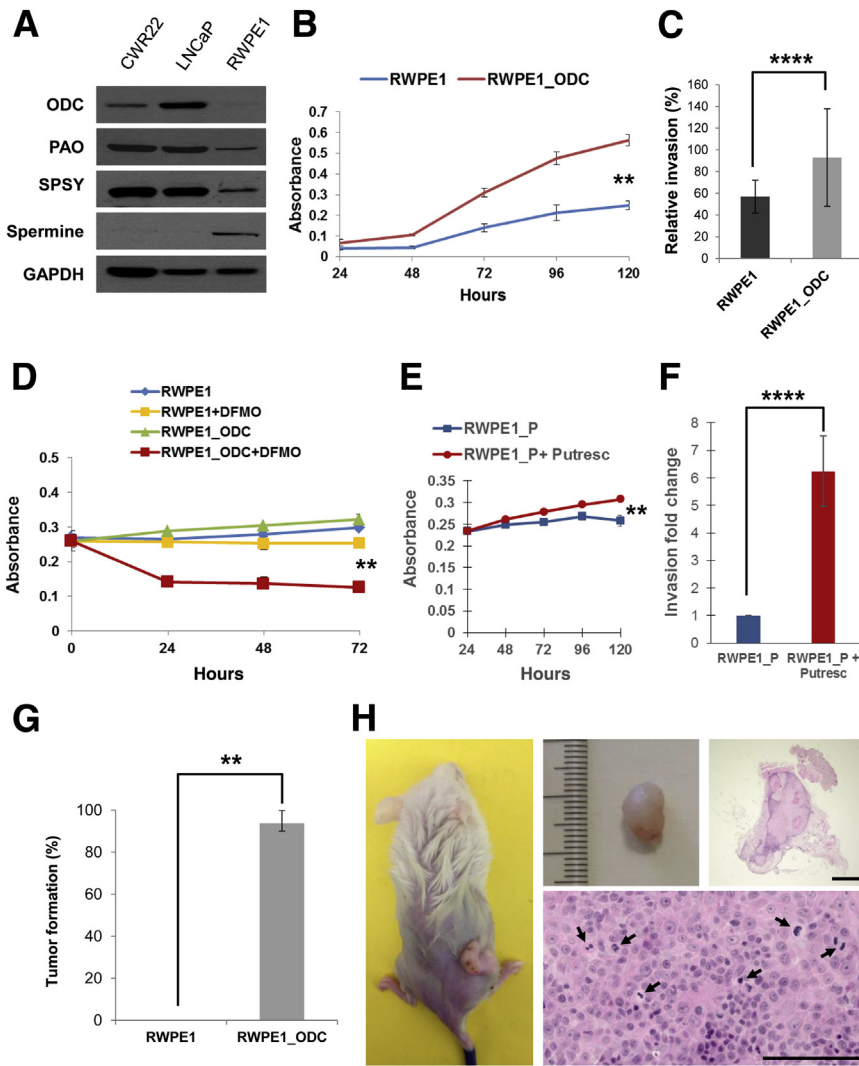 A
CWR22
LNCaP
RWPE1
ODC
PAO
SPSY
Spermine
GAPDH
B
RWPE1
RWPE1_ODC
Absorbance
0.7
0.6
0.5
0.4
0.3
0.2
0.1
0
24
48
72
96
120
**
Hours
C
****
Relative invasion (%)
160
140
120
100
80
60
40
20
0
RWPE1
RWPE1_ODC
D
RWPE1
RWPE1+DFMO
RWPE1_ODC
RWPE1_ODC+DFMO
Absorbance
0.5
0.4
0.3
0.2
0.1
0
0
24
48
72
**
Hours
E
RWPE1_P
RWPE1_P+ Putresc
Absorbance
0.35
0.3
0.25
0.2
0.15
0.1
0.05
0
24
48
72
96
120
**
Hours
F
****
Invasion fold change
8
7
6
5
4
3
2
1
0
RWPE1_P
RWPE1_P +
Putresc
G
**
Tumor formation (%)
100
80
60
40
20
0
RWPE1
RWPE1_ODC
H